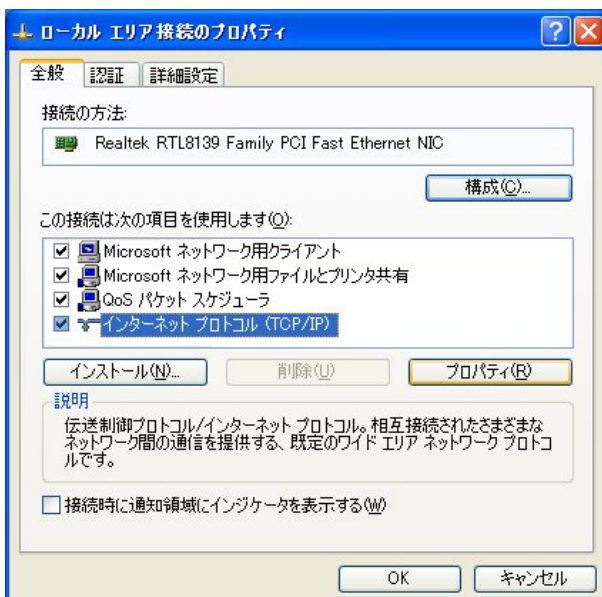 ローカル エリア接続のプロパティ
全般 認証 詳細設定
接続の方法:
Realtek RTL8139 Family PCI Fast Ethernet NIC
構成(C)...
この接続は次の項目を使用します(O):
Microsoft ネットワーク用クライアント
Microsoft ネットワーク用ファイルとプリンタ共有
QoS パケット スケジューラ
インターネット プロトコル (TCP/IP)
インストール(N)... 削除(U) プロパティ(R)
説明
伝送制御プロトコル/インターネット プロトコル。相互接続されたさまざまな
ネットワーク間の通信を提供する、既定のワイド エリア ネットワーク プロトコ
ルです。
接続時に通知領域にインジケータを表示する(W)
OK キャンセル